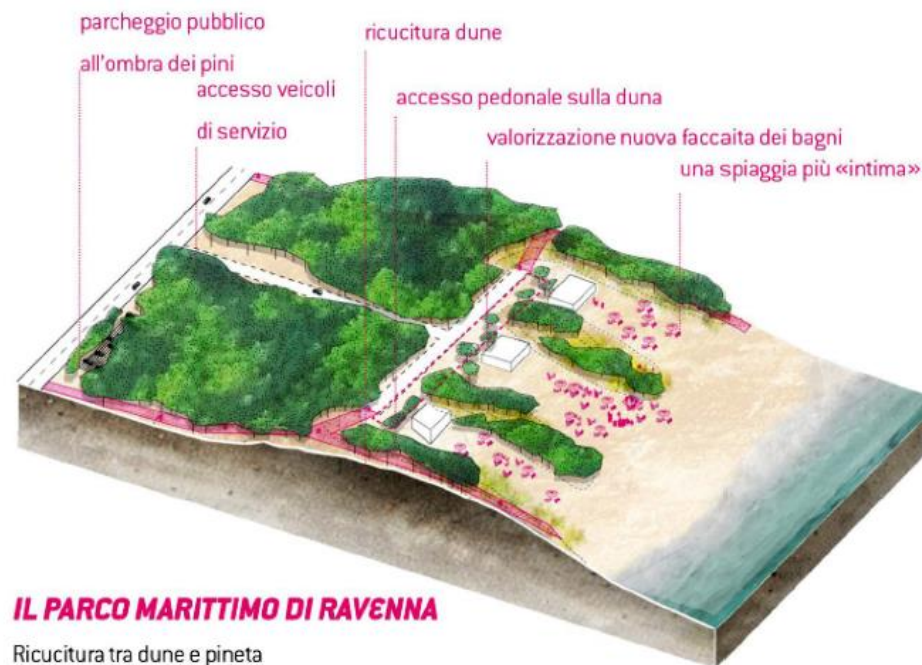 parcheggio pubblico
all'ombra dei pini
accesso veicoli
di servizio
ricucitura dune
accesso pedonale sulla duna
valorizzazione nuova faccaita dei bagni
una spiaggia più «intima»
IL PARCO MARITTIMO DI RAVENNA
Ricucitura tra dune e pineta